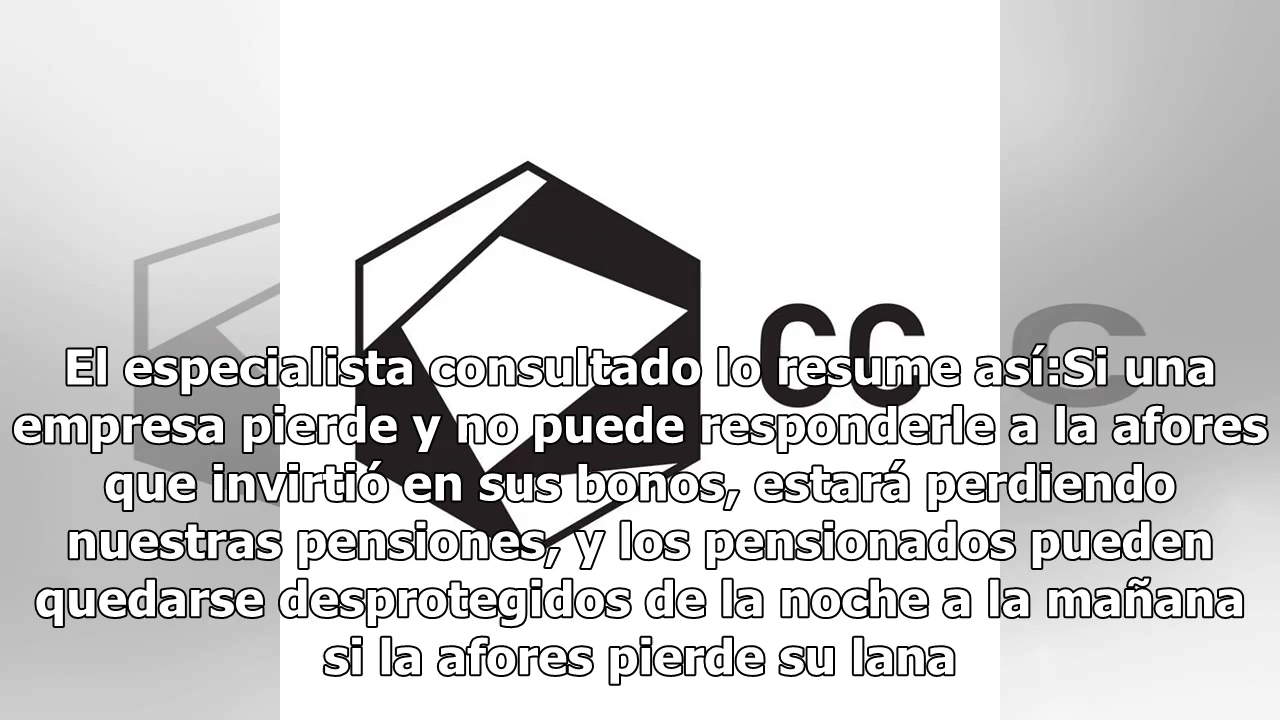 CC
C
El especialista consultado lo resume así:Si una
empresa pierde y no puede responderle a la afores
que invirtió en sus bonos, estará perdiendo
nuestras pensiones, y los pensionados pueden
quedarse desprotegidos de la noche a la mañana
si la afores pierde su lana